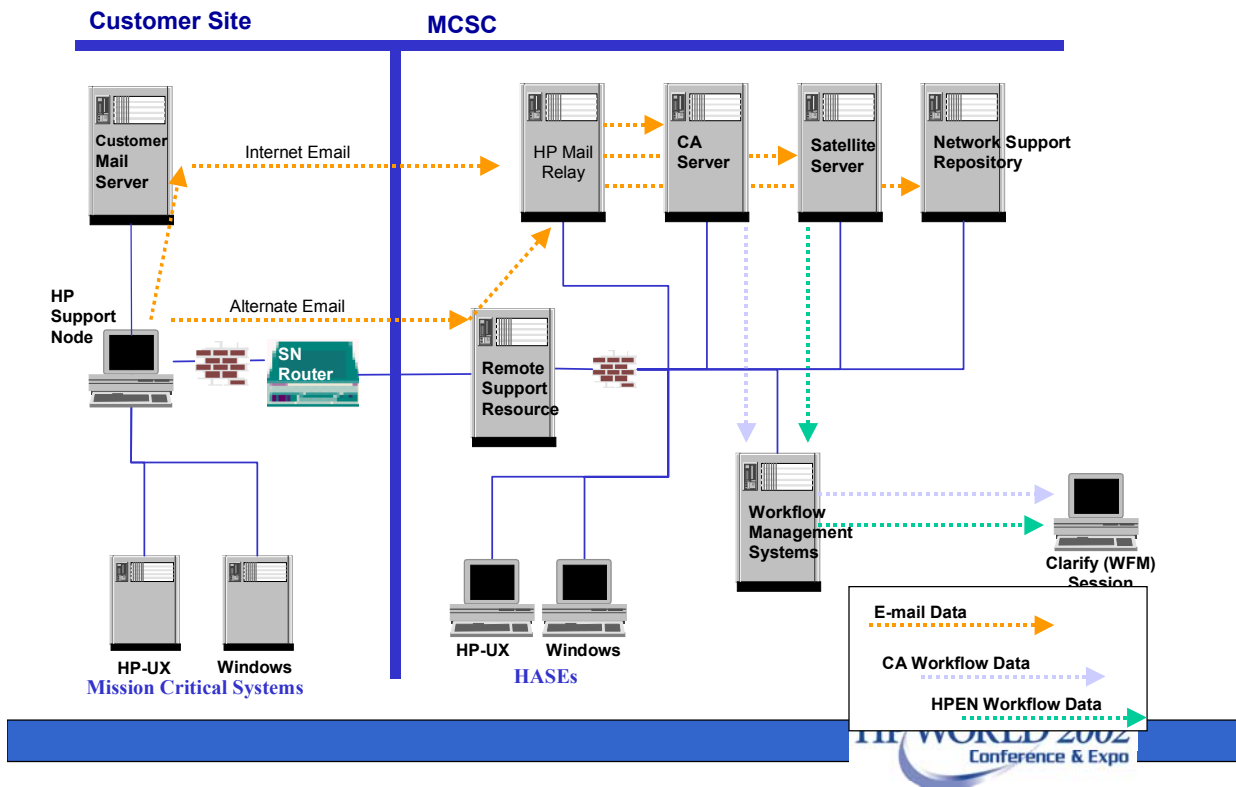 Customer Site
MCSC
Customer
Mail
Server
Internet Email
HP Mail
Relay
CA
Server
Satellite
Server
Network Support
Repository
HP
Support
Node
Alternate Email
SN
Router
Remote
Support
Resource
Workflow
Management
Systems
Clarify (WFM)
Session
HP-UX
Windows
Mission Critical Systems
HP-UX
Windows
HASEs
E-mail Data
CA Workflow Data
HPEN Workflow Data
HP WORLD 2002
Conference & Expo